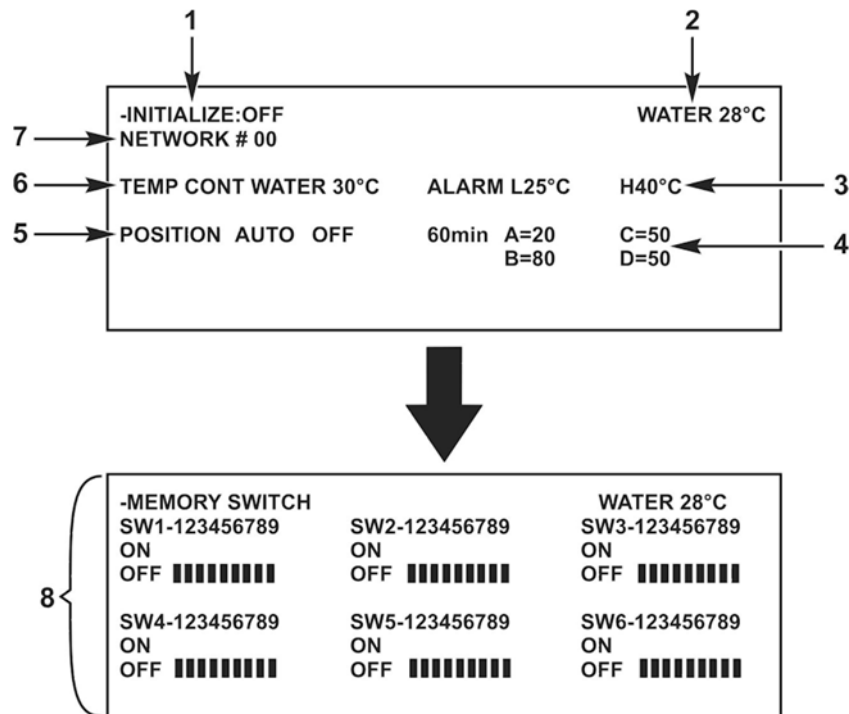 1 2
-INITIALIZE:OFF WATER 28°C
7 NETWORK # 00
6 TEMP CONT WATER 30°C ALARM L25°C H40°C 3
5 POSITION AUTO OFF 60min A=20 C=50 4
B=80 D=50
-MEMORY SWITCH WATER 28°C
SW1-123456789 SW2-123456789 SW3-123456789
ON ON ON
OFF OFF OFF
8
SW4-123456789 SW5-123456789 SW6-123456789
ON ON ON
OFF OFF OFF